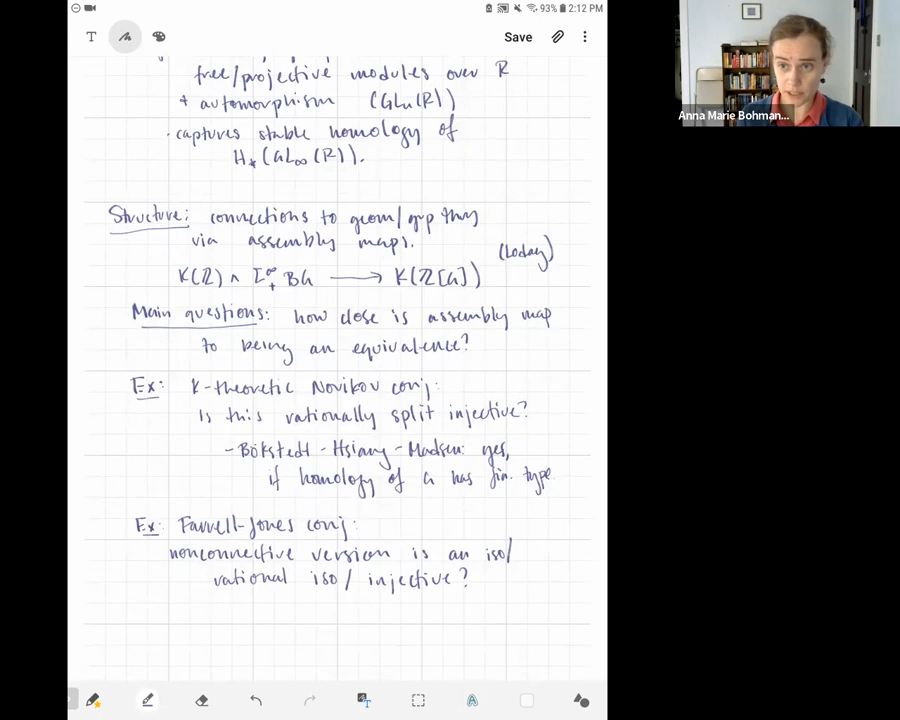 93% 2:12 PM
T
Save
free/projective modules over R
+ automorphism (GLn(R))
· captures stable homology of
H*(GL∞(R)).
Structure: connections to geom/grp thry
via assembly maps.
(Loday)
K(ℤ) ∧ Σ^∞_+ BG ⟶ K(ℤ[G])
Main questions: how close is assembly map
to being an equivalence?
Ex: K-theoretic Novikov conj:
Is this rationally split injective?
- Bökstedt - Hsiang - Madsen: yes,
if homology of G has fin. type
Ex: Farrell-Jones conj:
nonconnective version is an iso/
rational iso/ injective?
Anna Marie Bohman...